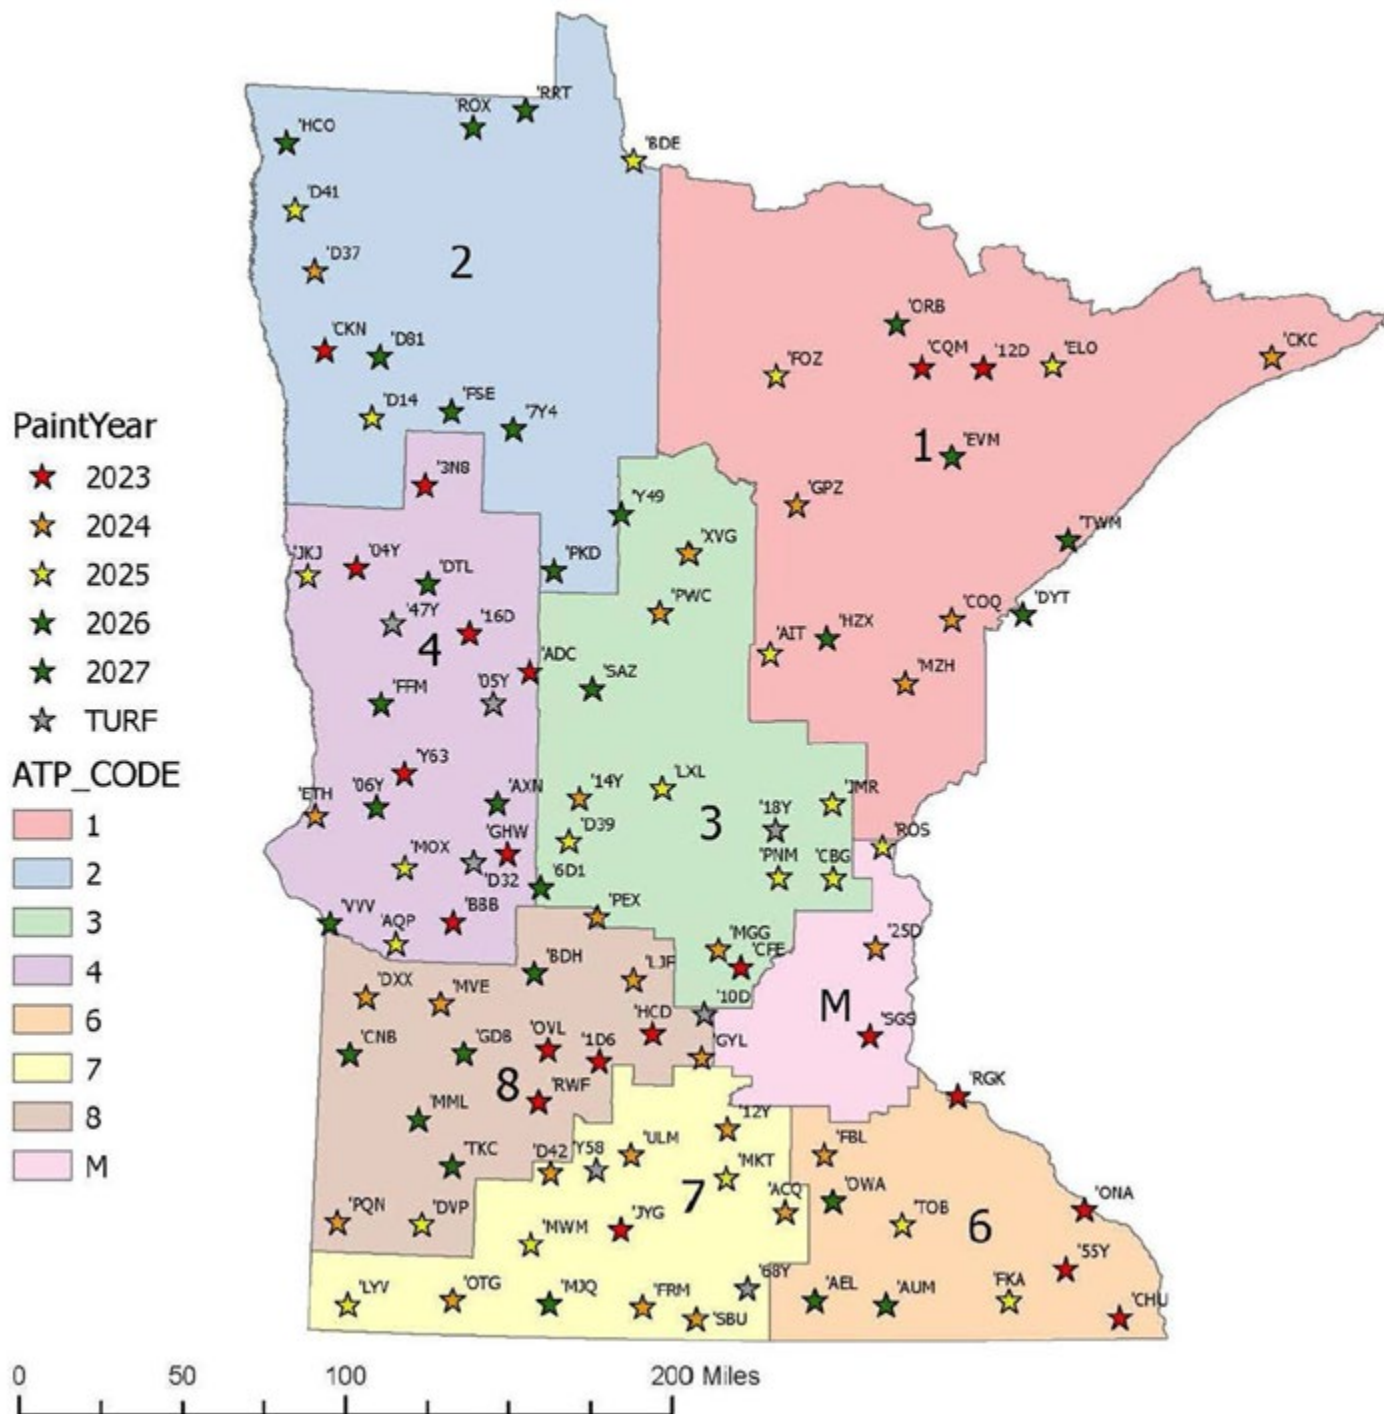 'RRT
'ROX
'HCO
'BDE
'D41
'D37
2
'ORB
'CKN
'D81
'CQM
'12D
'ELO
'CKC
'FOZ
'D14
'FSE
'7Y4
PaintYear
1
'EVM
2023
'3N8
'GPZ
'Y49
2024
'TWM
'XVG
2025
'JKJ
'04Y
'DTL
'PKD
'PWC
'COQ
'DYT
2026
'47Y
'16D
4
'AIT
'HZX
2027
'ADC
'SAZ
'MZH
'FFM
'05Y
TURF
ATP_CODE
'Y63
'ETH
'06Y
'AXN
'14Y
'LXL
'18Y
'JMR
1
3
'GHW
'D39
'ROS
2
'MOX
'D32
'6D1
'PNM
'CBG
3
'VVV
'AQP
'BBB
'PEX
'MGG
'CFE
'25D
4
'DXX
'MVE
'BDH
'LJF
'10D
M
6
'CNB
'GDB
'OVL
'1D6
'HCD
'GYL
'SGS
7
8
'RWF
'RGK
8
'MML
'12Y
'TKC
'D42
'Y58
'ULM
'MKT
'FBL
M
'PQN
'DVP
7
'ACQ
'OWA
'TOB
6
'ONA
'MWM
'JYG
'55Y
'LYV
'OTG
'MJQ
'FRM
'SBU
'68Y
'AEL
'AUM
'FKA
'CHU
0 50 100 200 Miles